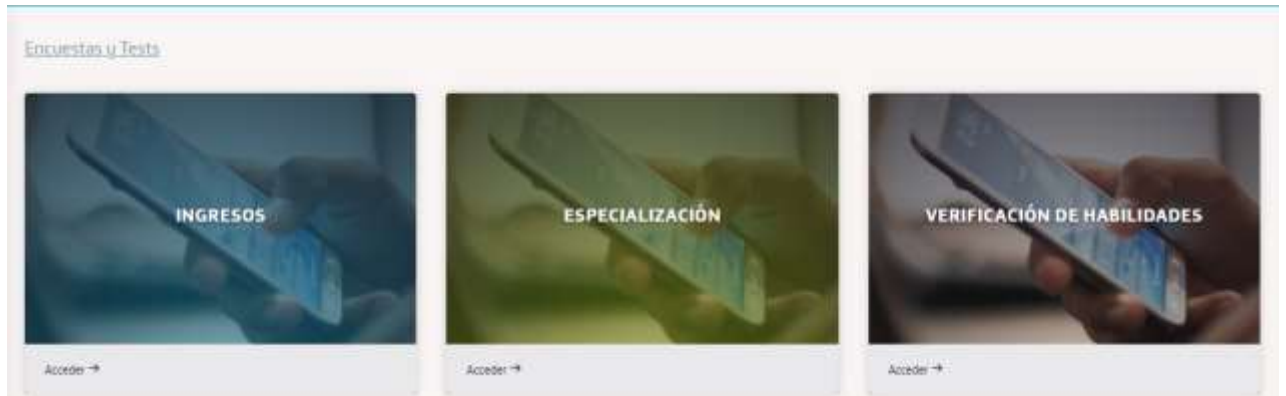 Encuestas y Tests
INGRESOS
ESPECIALIZACIÓN
VERIFICACIÓN DE HABILIDADES
Acceder →
Acceder →
Acceder →